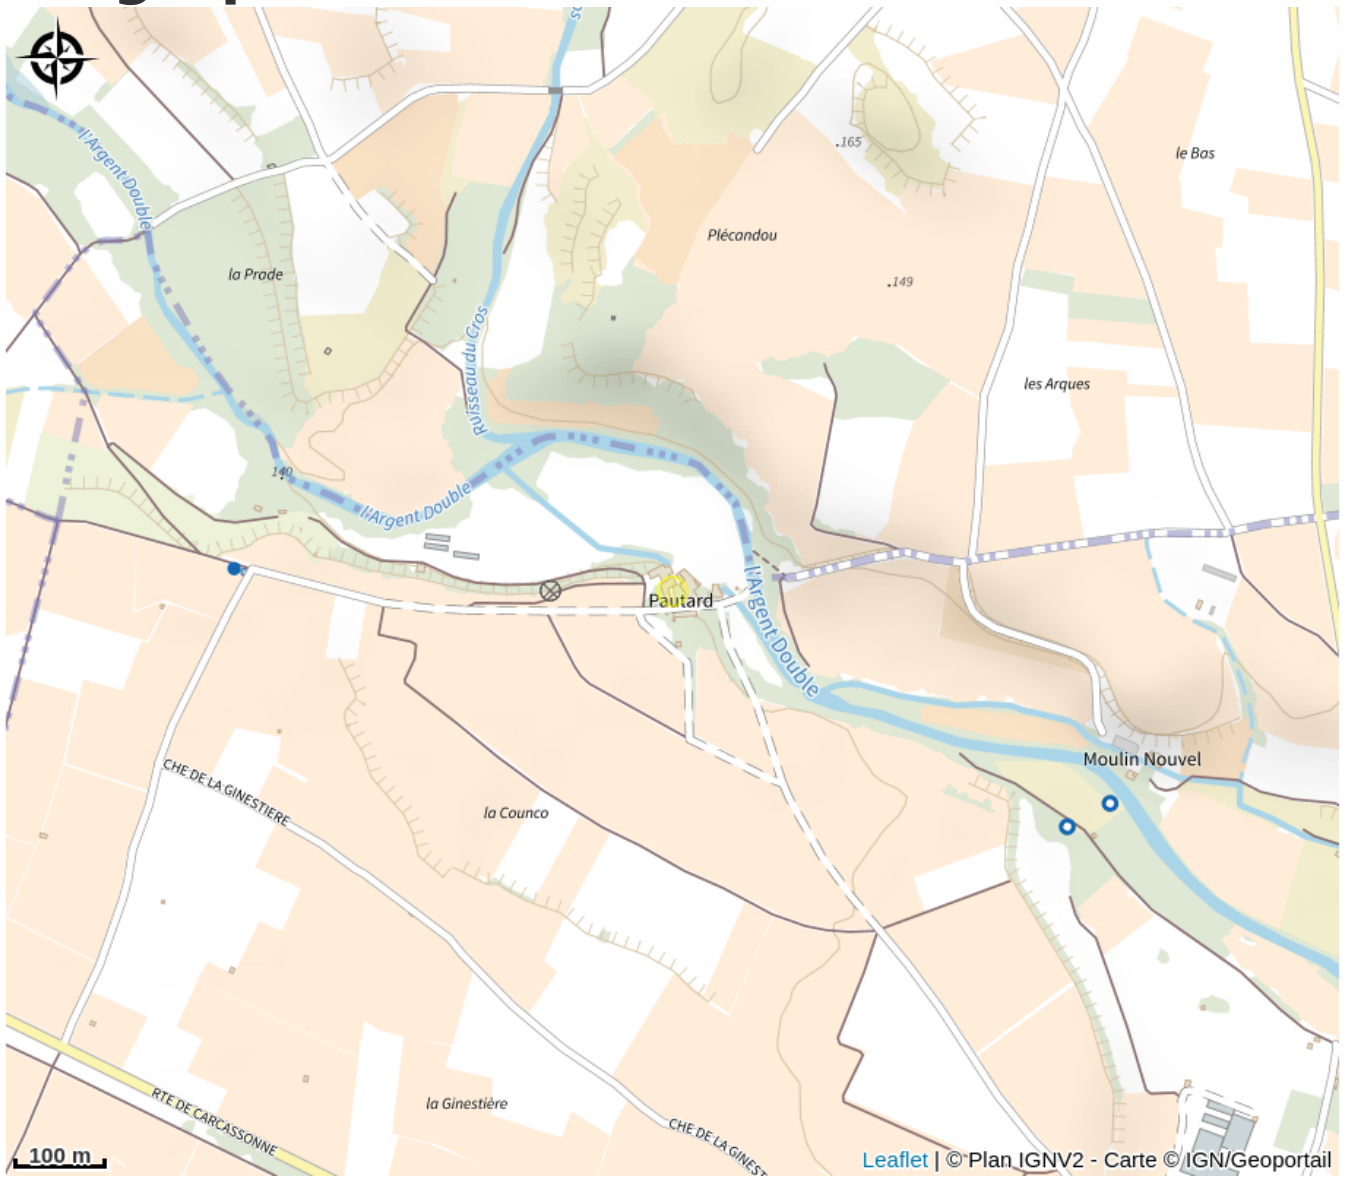 l'Argent Double
.165
le Bas
Plécandou
la Prade
.149
Ruisseau du Cros
les Arques
140
l'Argent Double
Pautard
l'Argent Double
Moulin Nouvel
CHE DE LA GINESTIERE
la Counco
RTE DE CARCASSONNE
la Ginestière
CHE DE LA GINEST
100 m
Leaflet | © Plan IGNV2 - Carte © IGN/Geoportail